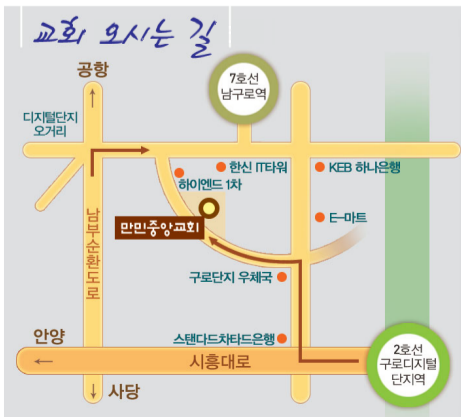 교회 오시는 길
공항
7호선
남구로역
디지털단지
오거리
한신 IT타워
KEB 하나은행
하이엔드 1차
남부순환도로
만민중앙교회
E-마트
구로단지 우체국
스탠다드차타드은행
2호선
구로디지털
단지역
안양
시흥대로
사당